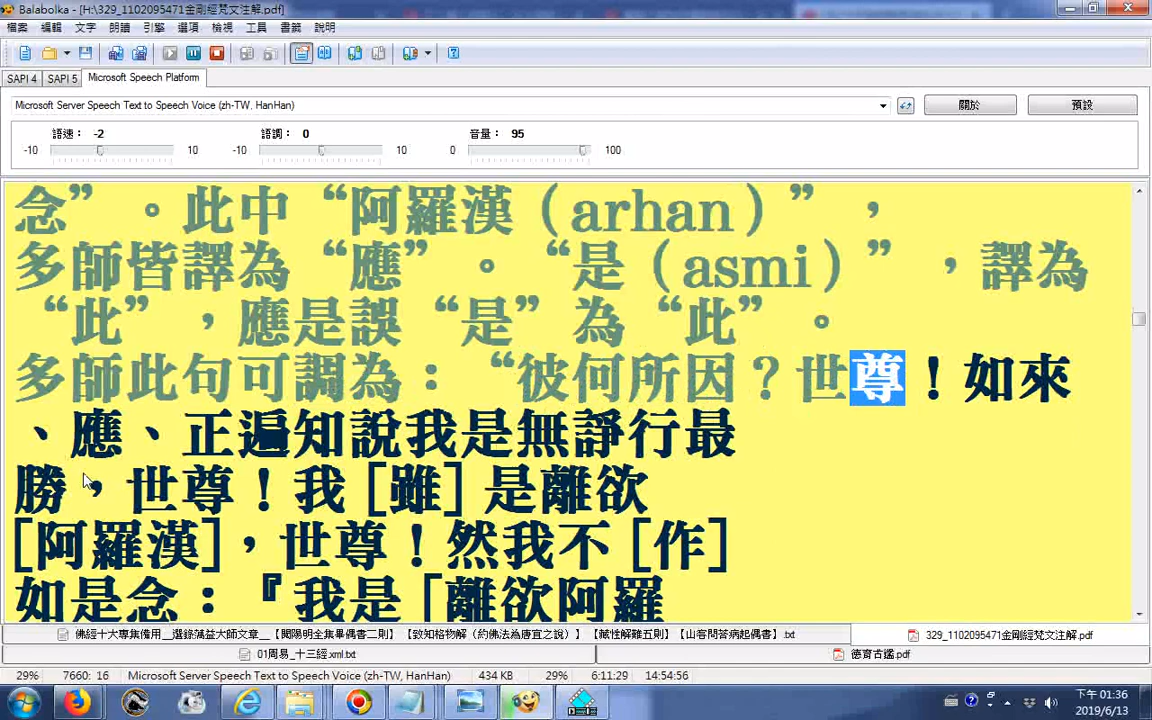 Balabolka - [H:\329_1102095471金剛經梵文注解.pdf]
檔案 編輯 文字 朗讀 引擎 選項 檢視 工具 書籤 說明
SAPI 4 SAPI 5 Microsoft Speech Platform
Microsoft Server Speech Text to Speech Voice (zh-TW, HanHan) 關於 預設
語速： -2 語調： 0 音量： 95
-10 10 -10 10 0 100
念”。此中“阿羅漢（arhan）”，
多師皆譯為“應”。“是（asmi）”，譯為
“此”，應是誤“是”為“此”。
多師此句可調為：“彼何所因？世尊！如來
、應、正遍知說我是無諍行最
勝，世尊！我［雖］是離欲
［阿羅漢］，世尊！然我不［作］
如是念：『我是「離欲阿羅
佛經十大專集備用__選錄滿益大師文章__【閱陽明全集畢偶書二則】【致知格物解（約佛法為唐宜之說）】【藏性解難五則】【山客問答病起偶書】.txt 329_1102095471金剛經梵文注解.pdf
01周易_十三經.xml.txt 德育古鑑.pdf
29% 7660: 16 Microsoft Server Speech Text to Speech Voice (zh-TW, HanHan) 434 KB 29% 6:11:29 14:54:56
下午 01:36
2019/6/13